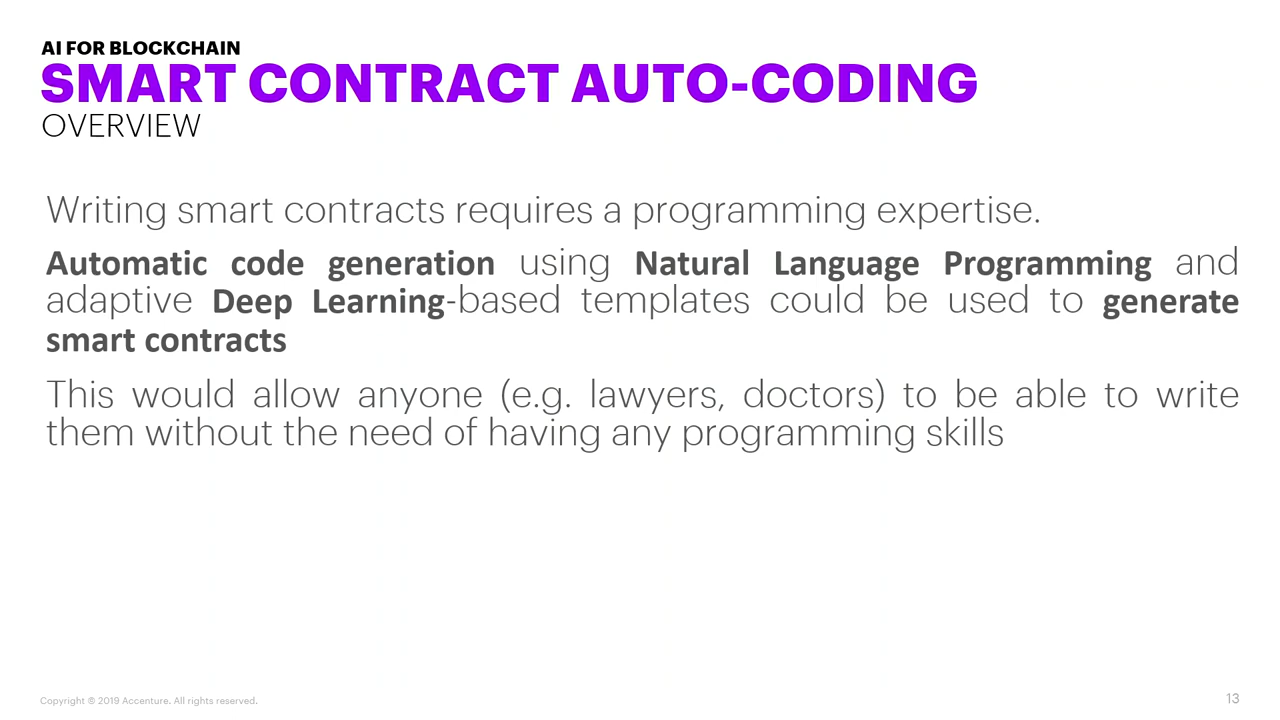 AI FOR BLOCKCHAIN
SMART CONTRACT AUTO-CODING
OVERVIEW
Writing smart contracts requires a programming expertise.
Automatic code generation using Natural Language Programming and
adaptive Deep Learning-based templates could be used to generate
smart contracts
This would allow anyone (e.g. lawyers, doctors) to be able to write
them without the need of having any programming skills
Copyright © 2019 Accenture. All rights reserved.
13